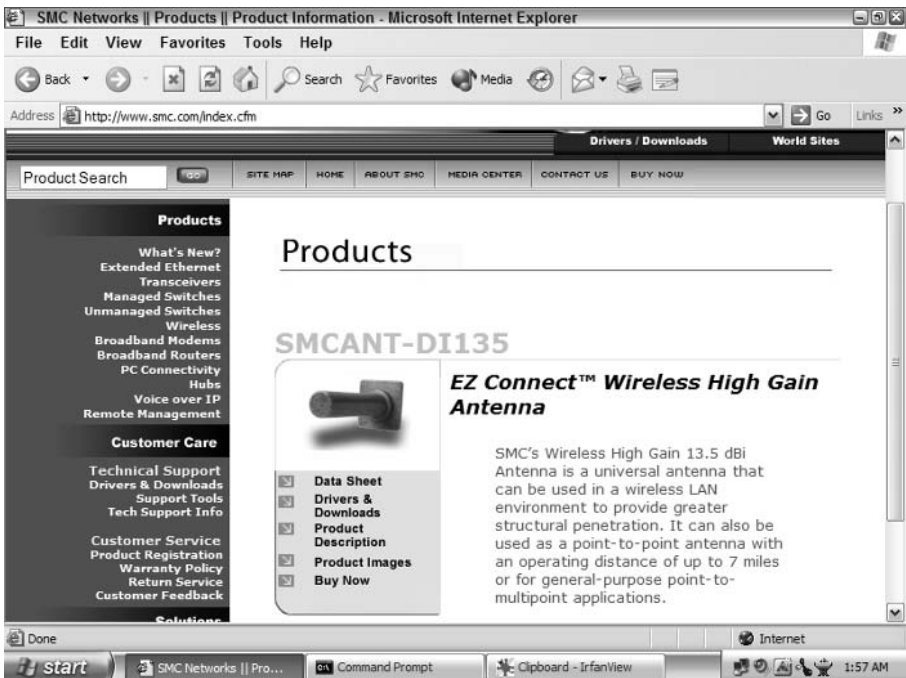 SMC Networks || Products || Product Information - Microsoft Internet Explorer
File Edit View Favorites Tools Help
Back Search Favorites Media
Address http://www.smc.com/index.cfm Go Links »
Drivers / Downloads World Sites
Product Search GO SITE MAP HOME ABOUT SMC MEDIA CENTER CONTACT US BUY NOW
Products
What's New?
Extended Ethernet
Transceivers
Managed Switches
Unmanaged Switches
Wireless
Broadband Modems
Broadband Routers
PC Connectivity
Hubs
Voice over IP
Remote Management
Customer Care
Technical Support
Drivers & Downloads
Support Tools
Tech Support Info
Customer Service
Product Registration
Warranty Policy
Return Service
Customer Feedback
Solutions
Products
SMCANT-DI135
Data Sheet
Drivers &
Downloads
Product
Description
Product Images
Buy Now
EZ Connect™ Wireless High Gain
Antenna
SMC's Wireless High Gain 13.5 dBi
Antenna is a universal antenna that
can be used in a wireless LAN
environment to provide greater
structural penetration. It can also be
used as a point-to-point antenna with
an operating distance of up to 7 miles
or for general-purpose point-to-
multipoint applications.
Done Internet
start SMC Networks || Pro... Command Prompt Clipboard - IrfanView 1:57 AM